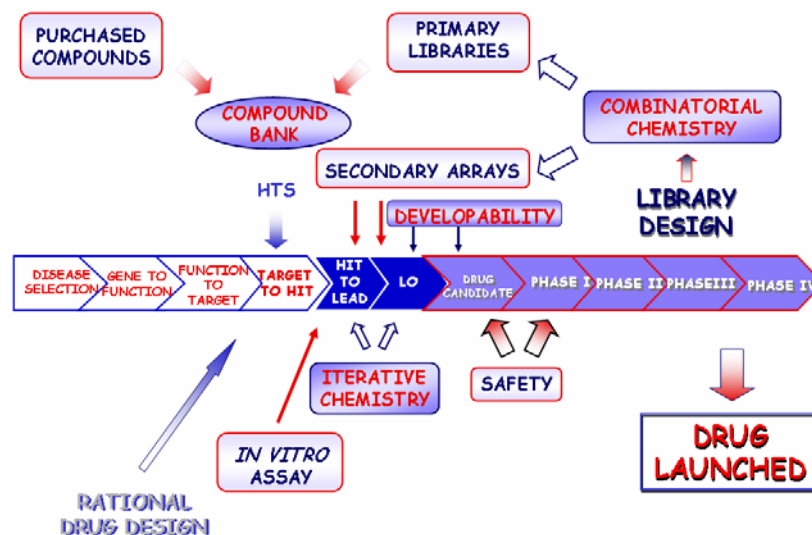 PURCHASED
COMPOUNDS
PRIMARY
LIBRARIES
COMPOUND
BANK
COMBINATORIAL
CHEMISTRY
SECONDARY ARRAYS
HTS
DEVELOPABILITY
LIBRARY
DESIGN
DISEASE
SELECTION
GENE TO
FUNCTION
FUNCTION
TO
TARGET
TARGET
TO HIT
HIT
TO
LEAD
LO
DRUG
CANDIDATE
PHASE I
PHASE II
PHASEIII
PHASE IV
ITERATIVE
CHEMISTRY
SAFETY
IN VITRO
ASSAY
RATIONAL
DRUG DESIGN
DRUG
LAUNCHED